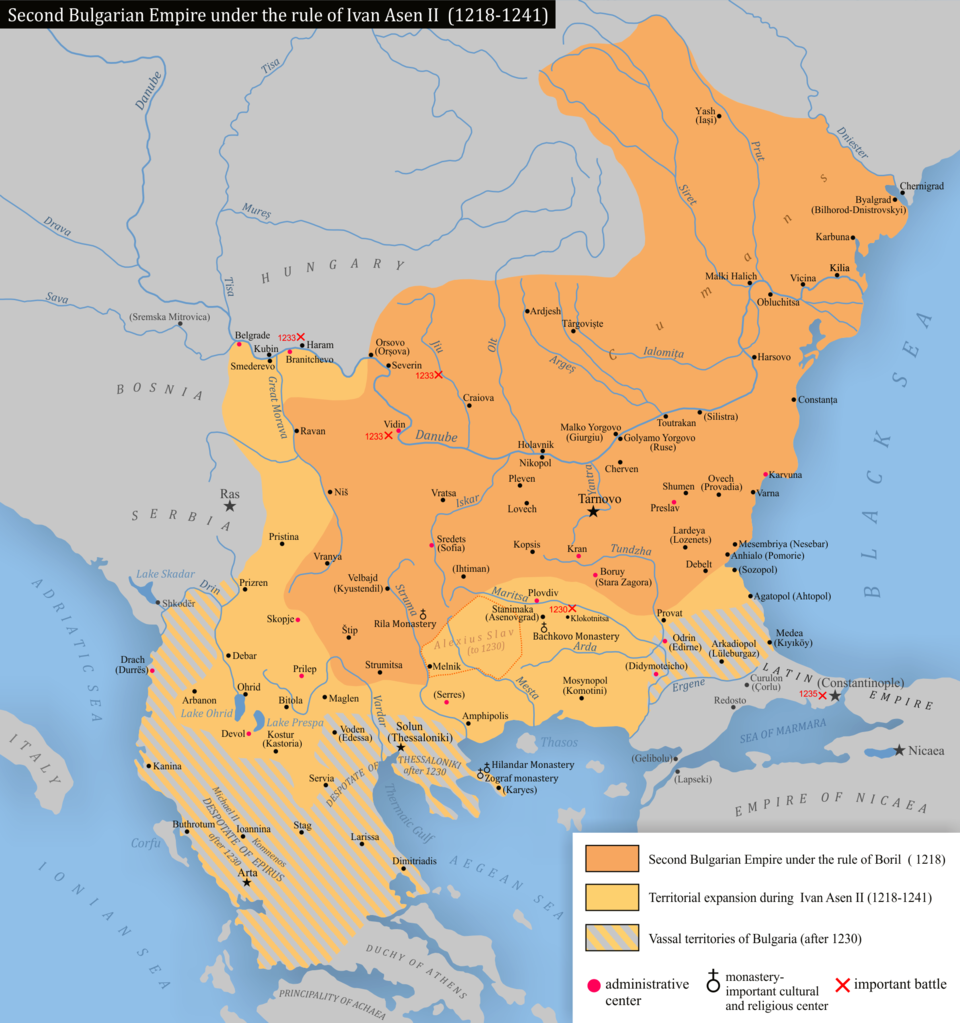 Second Bulgarian Empire under the rule of Ivan Asen II (1218-1241)
Danube
Tisa
Dniester
Yash
(Iași)
Prut
Siret
Chernigrad
Byalgrad
(Bilhorod-Dnistrovskyi)
Karbuna
Mureș
Drava
Tisa
HUNGARY
Sava
(Sremska Mitrovica)
Cumans
Malki Halich
Vicina
Kilia
Obluchitsa
Belgrade
1233
Haram
Kubin
Branitchevo
Smederevo
Orsovo
(Orșova)
Severin
Jiu
1233
Olt
Ardjesh
Târgoviște
Argeș
Ialomița
Harsovo
BLACK SEA
BOSNIA
Great Morava
Craiova
Constanța
Ravan
Vidin
1233
Danube
Malko Yorgovo
(Giurgiu)
Toutrakan
(Silistra)
Golyamo Yorgovo
(Ruse)
Holavnik
Nikopol
Cherven
Karvuna
Ras
SERBIA
Niš
Vratsa
Iskar
Pleven
Lovech
Yantra
Tarnovo
Shumen
Ovech
(Provadia)
Preslav
Varna
Pristina
Vranya
Sredets
(Sofia)
Kopsis
Kran
Tundzha
Lardeya
(Lozenets)
Mesembriya (Nesebar)
Anhialo (Pomorie)
Debelt
(Sozopol)
Lake Skadar
Drin
Prizren
Shkodër
Velbajd
(Kyustendil)
Struma
(Ihtiman)
Boruy
(Stara Zagora)
Agatopol (Ahtopol)
Maritsa
Plovdiv
1230
Klokotnitsa
Stanimaka
(Asenovgrad)
Bachkovo Monastery
Provat
Rila Monastery
Skopje
Štip
Alexius Slav
(to 1230)
Arda
Odrin
(Edirne)
Arkadiopol
(Lüleburgaz)
Medea
(Kıyıköy)
ADRIATIC SEA
Drach
(Durrës)
Debar
Prilep
Strumitsa
Melnik
(Didymoteicho)
LATIN EMPIRE
Curulon
(Çorlu)
(Constantinople)
1235
Arbanon
Ohrid
Lake Ohrid
Bitola
Maglen
Lake Prespa
Vardar
(Serres)
Mesta
Mosynopol
(Komotini)
Ergene
Redosto
Devol
Kostur
(Kastoria)
Voden
(Edessa)
Solun
(Thessaloniki)
Amphipolis
Thasos
SEA OF MARMARA
Nicaea
DESPOTATE OF THESSALONIKI
after 1230
Hilandar Monastery
Zograf monastery
(Karyes)
(Gelibolu)
(Lapseki)
ITALY
Kanina
Servia
Thermaic Gulf
EMPIRE OF NICAEA
Corfu
Buthrotum
Michael II Komnenos
DESPOTATE OF EPIRUS
after 1230
Ioannina
Stag
Larissa
Arta
Dimitriadis
AEGEAN SEA
IONIAN SEA
DUCHY OF ATHENS
PRINCIPALITY OF ACHAEA
Second Bulgarian Empire under the rule of Boril ( 1218)
Territorial expansion during Ivan Asen II (1218-1241)
Vassal territories of Bulgaria (after 1230)
administrative
center
monastery-
important cultural
and religious center
important battle